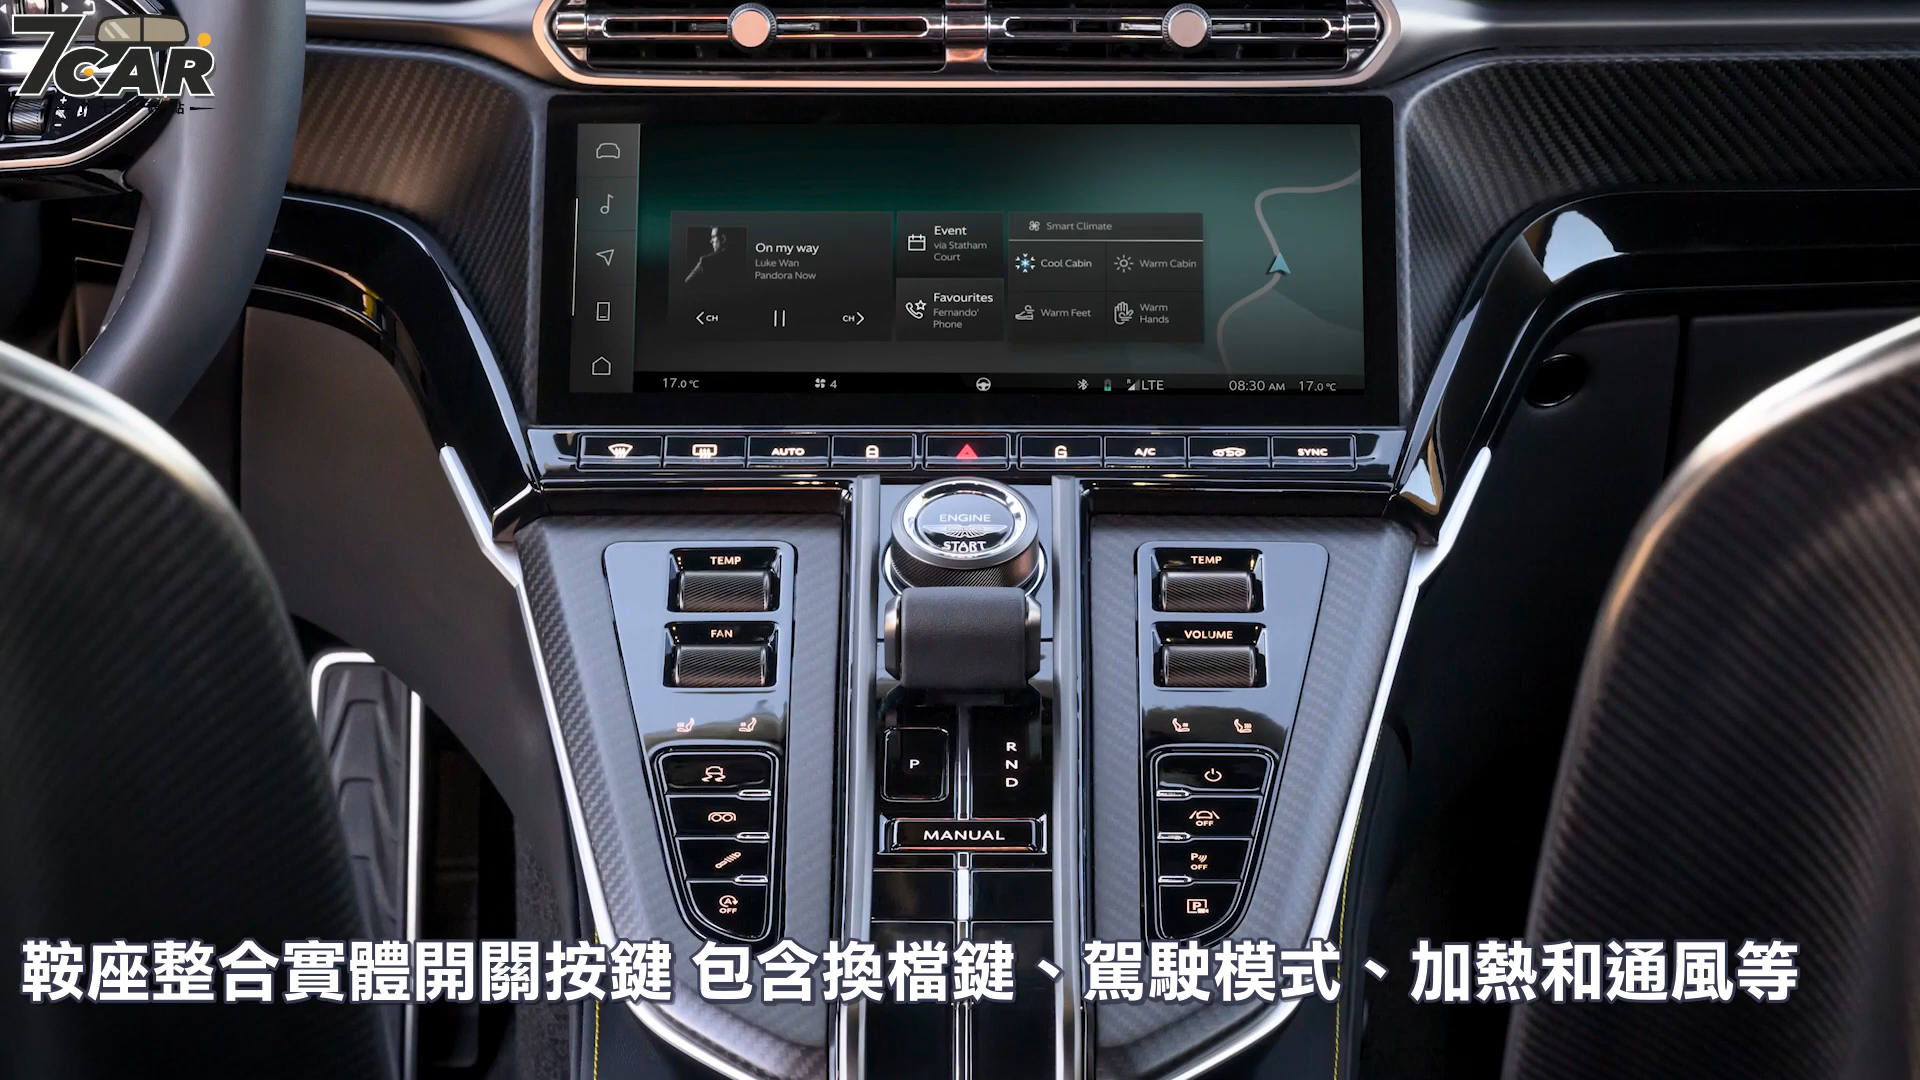 7CAR
站
On my way
Luke Wan
Pandora Now
CH
CH
Event
via Statham
Court
Favourites
Fernando'
Phone
Smart Climate
Cool Cabin
Warm Cabin
Warm Feet
Warm
Hands
17.0°C
4
LTE
08:30 AM
17.0°C
AUTO
A/C
SYNC
ENGINE
START
TEMP
FAN
TEMP
VOLUME
P
R
N
D
MANUAL
A
OFF
OFF
P
OFF
P
鞍座整合實體開關按鍵 包含換檔鍵、駕駛模式、加熱和通風等